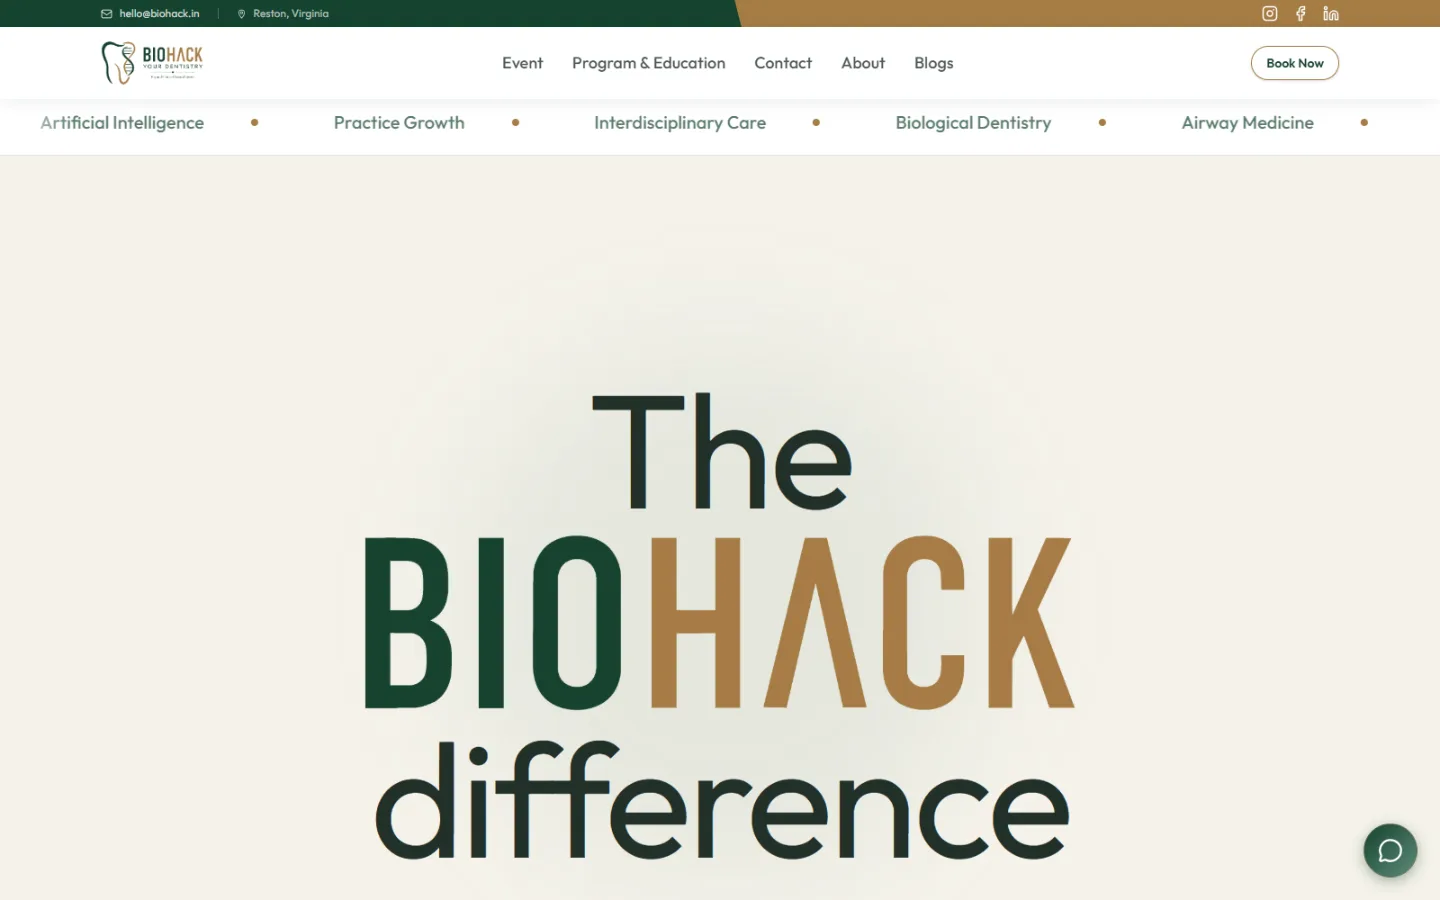 hello@biohack.in
Reston, Virginia
BIOHACK
YOUR DENTISTRY
Event
Program & Education
Contact
About
Blogs
Book Now
Artificial Intelligence
Practice Growth
Interdisciplinary Care
Biological Dentistry
Airway Medicine
The
BIOHACK
difference